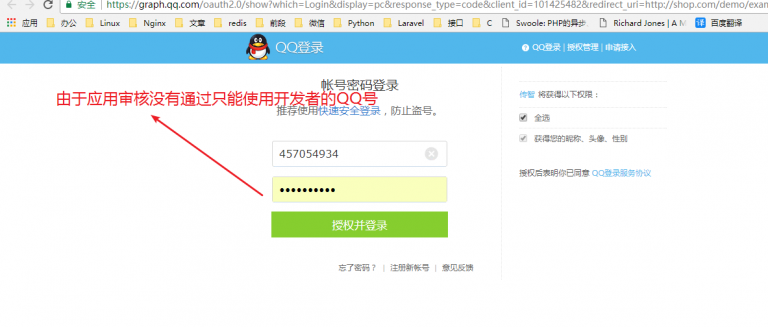 安全 https://graph.qq.com/oauth2.0/show?which=Login&display=pc&response_type=code&client_id=101425482&redirect_uri=http://shop.com/demo/exan
应用 办公 Linux Nginx 文章 redis 微信 Python Laravel 接口 C Swoole: PHP的异步 Richard Jones | A M 译 百度翻译
QQ登录
QQ登录 | 授权管理 | 申请接入
帐号密码登录
由于应用审核没有通过只能使用开发者的QQ号
推荐使用快速安全登录，防止盗号。
457054934
••••••••••
授权并登录
忘了密码？ | 注册新帐号 | 意见反馈
传智 将获得以下权限：
全选
获得您的昵称、头像、性别
授权后表明你已同意 QQ登录服务协议